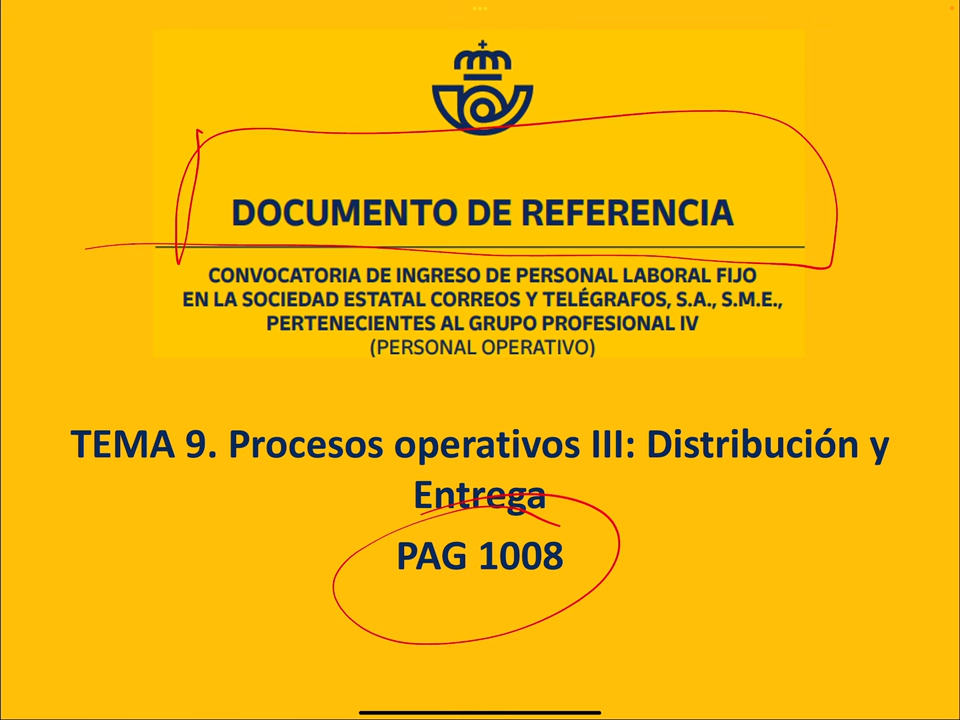 DOCUMENTO DE REFERENCIA
CONVOCATORIA DE INGRESO DE PERSONAL LABORAL FIJO
EN LA SOCIEDAD ESTATAL CORREOS Y TELÉGRAFOS, S.A., S.M.E.,
PERTENECIENTES AL GRUPO PROFESIONAL IV
(PERSONAL OPERATIVO)
TEMA 9. Procesos operativos III: Distribución y
Entrega
PAG 1008